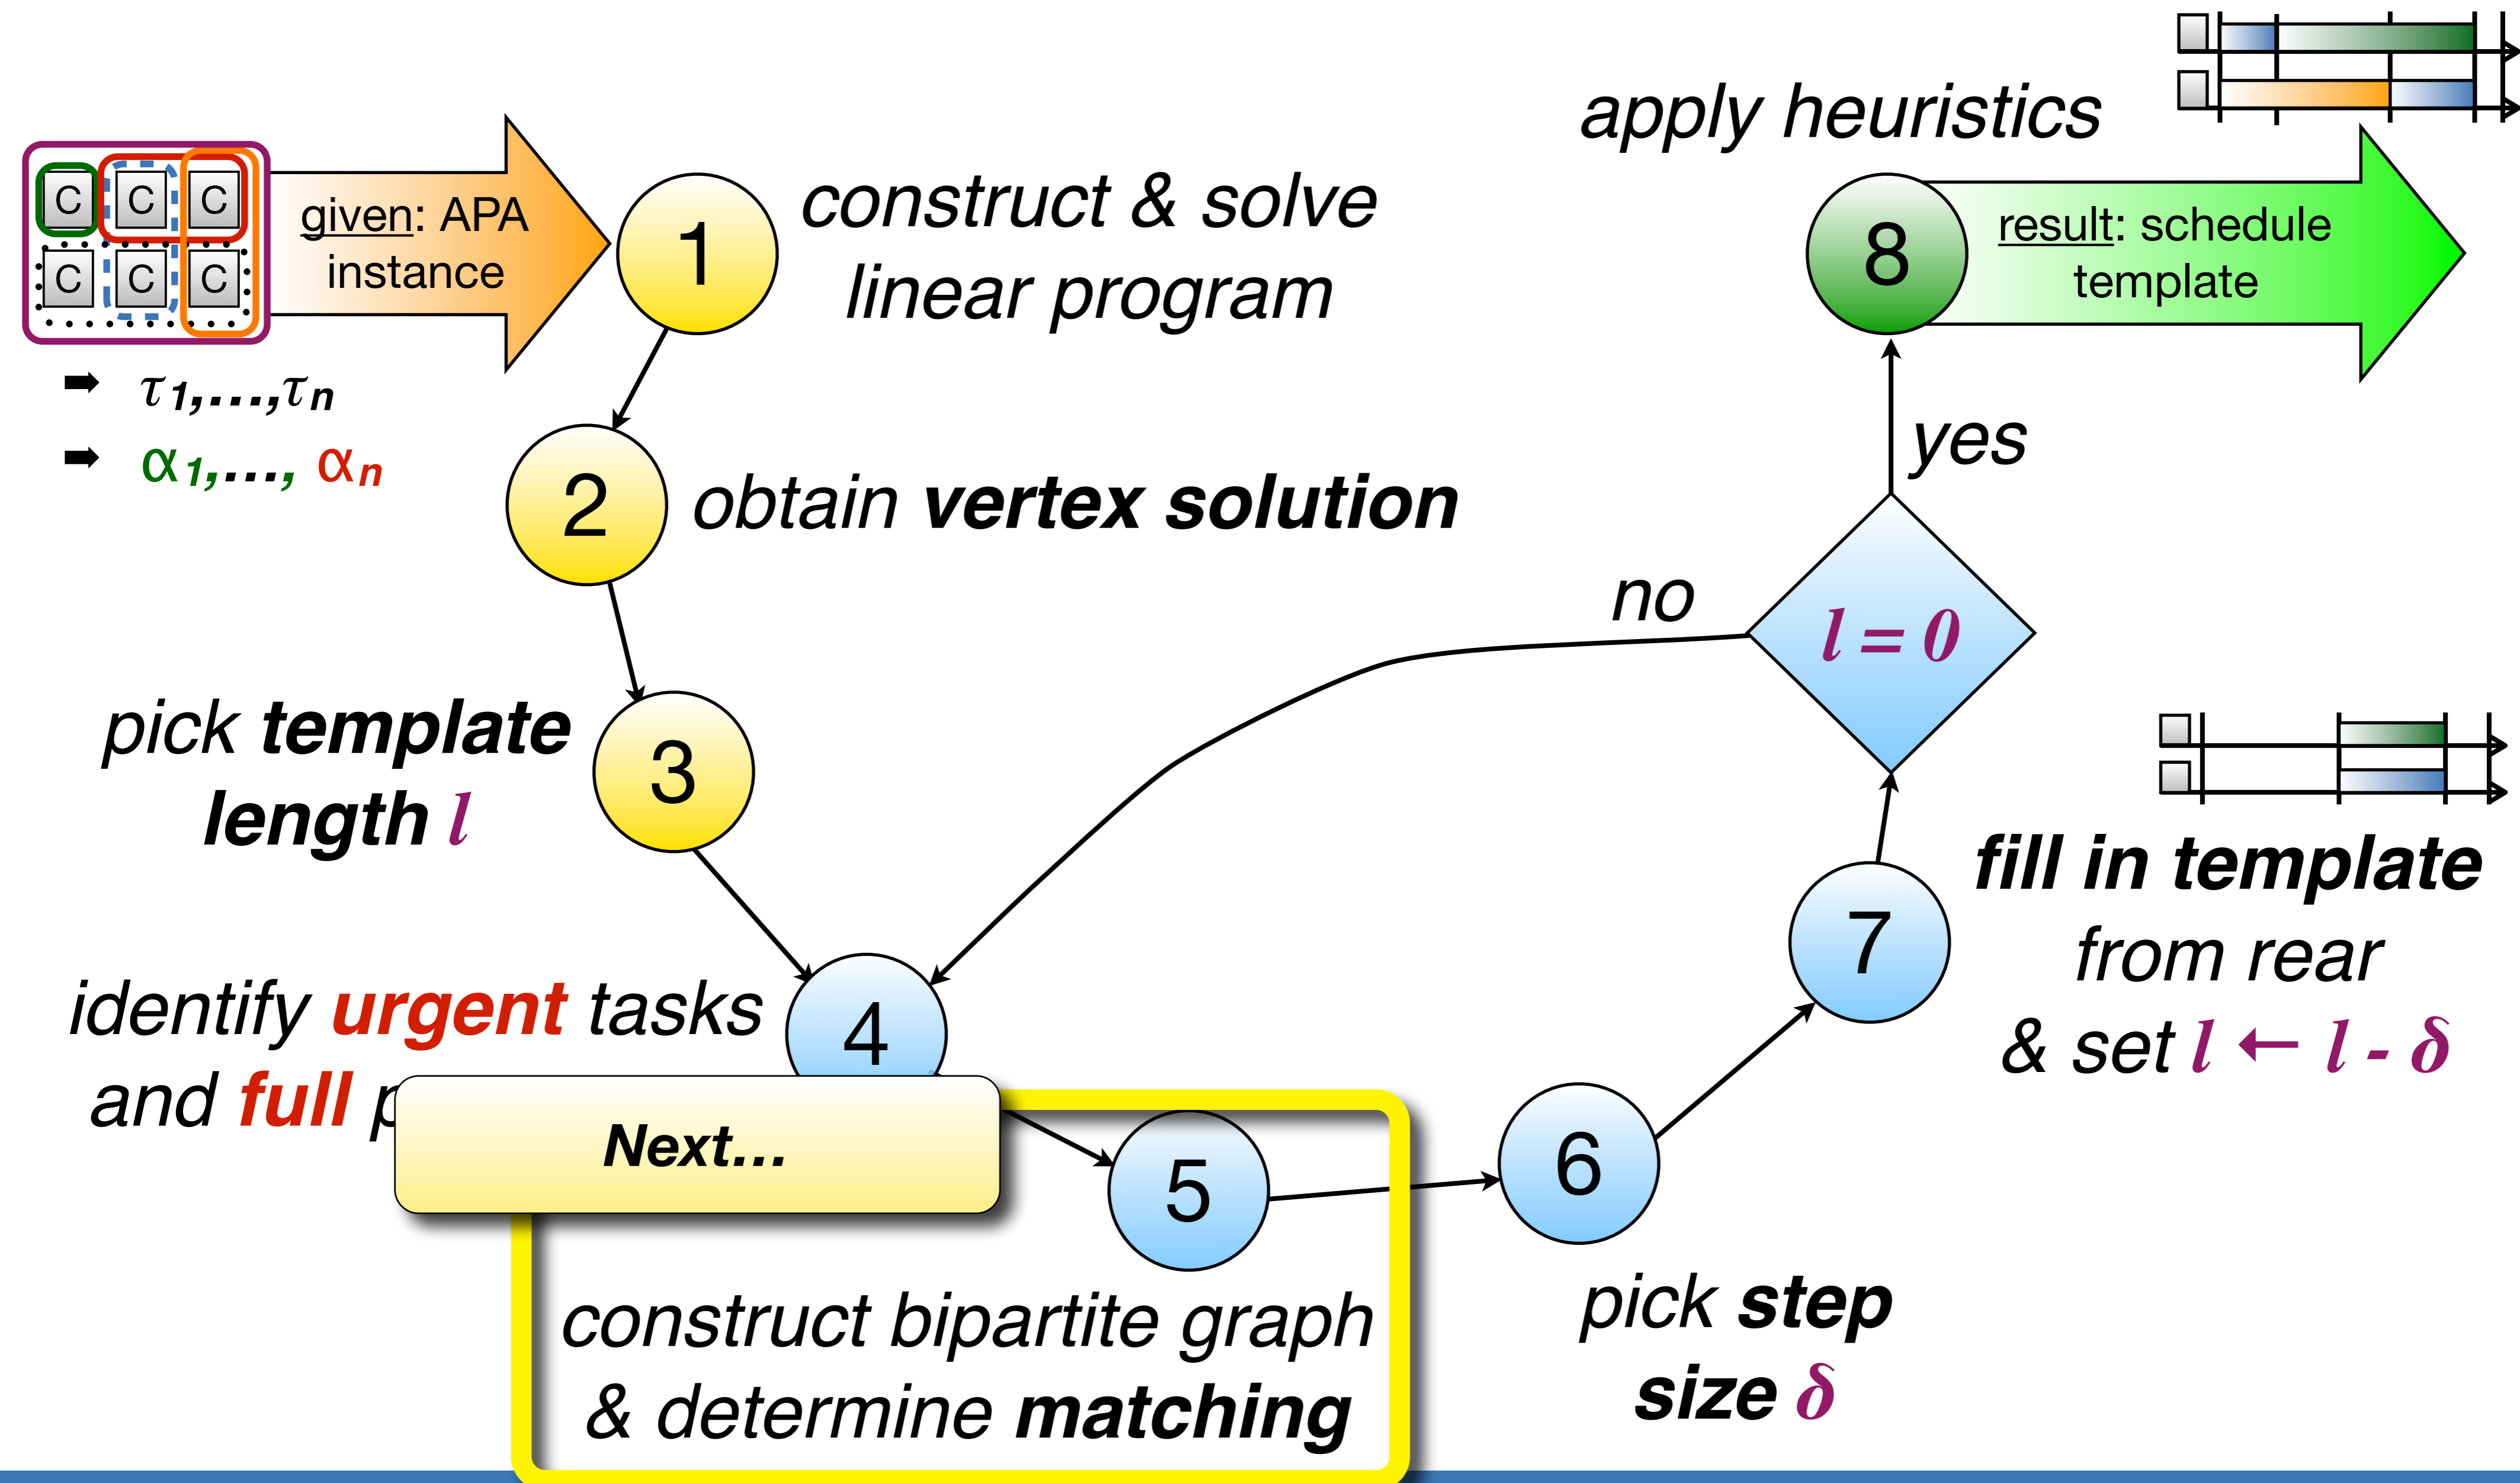 C C C
C C C
given: APA
instance
➡ τ1,...,τn
➡ α1,..., αn
1
construct & solve
linear program
2
obtain vertex solution
pick template
length l
3
identify urgent tasks
and full
4
Next...
5
construct bipartite graph
& determine matching
6
pick step
size δ
7
fill in template
from rear
& set l ← l - δ
l = 0
no
yes
apply heuristics
8
result: schedule
template